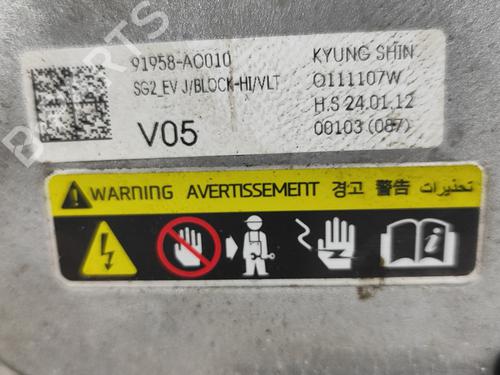 91958-AO010
SG2_EV J/BLOCK-HI/VLT
V05
KYUNG SHIN
O111107W
H.S 24.01.12
00103 (087)
WARNING AVERTISSEMENT 경고 警告 تحذيرات